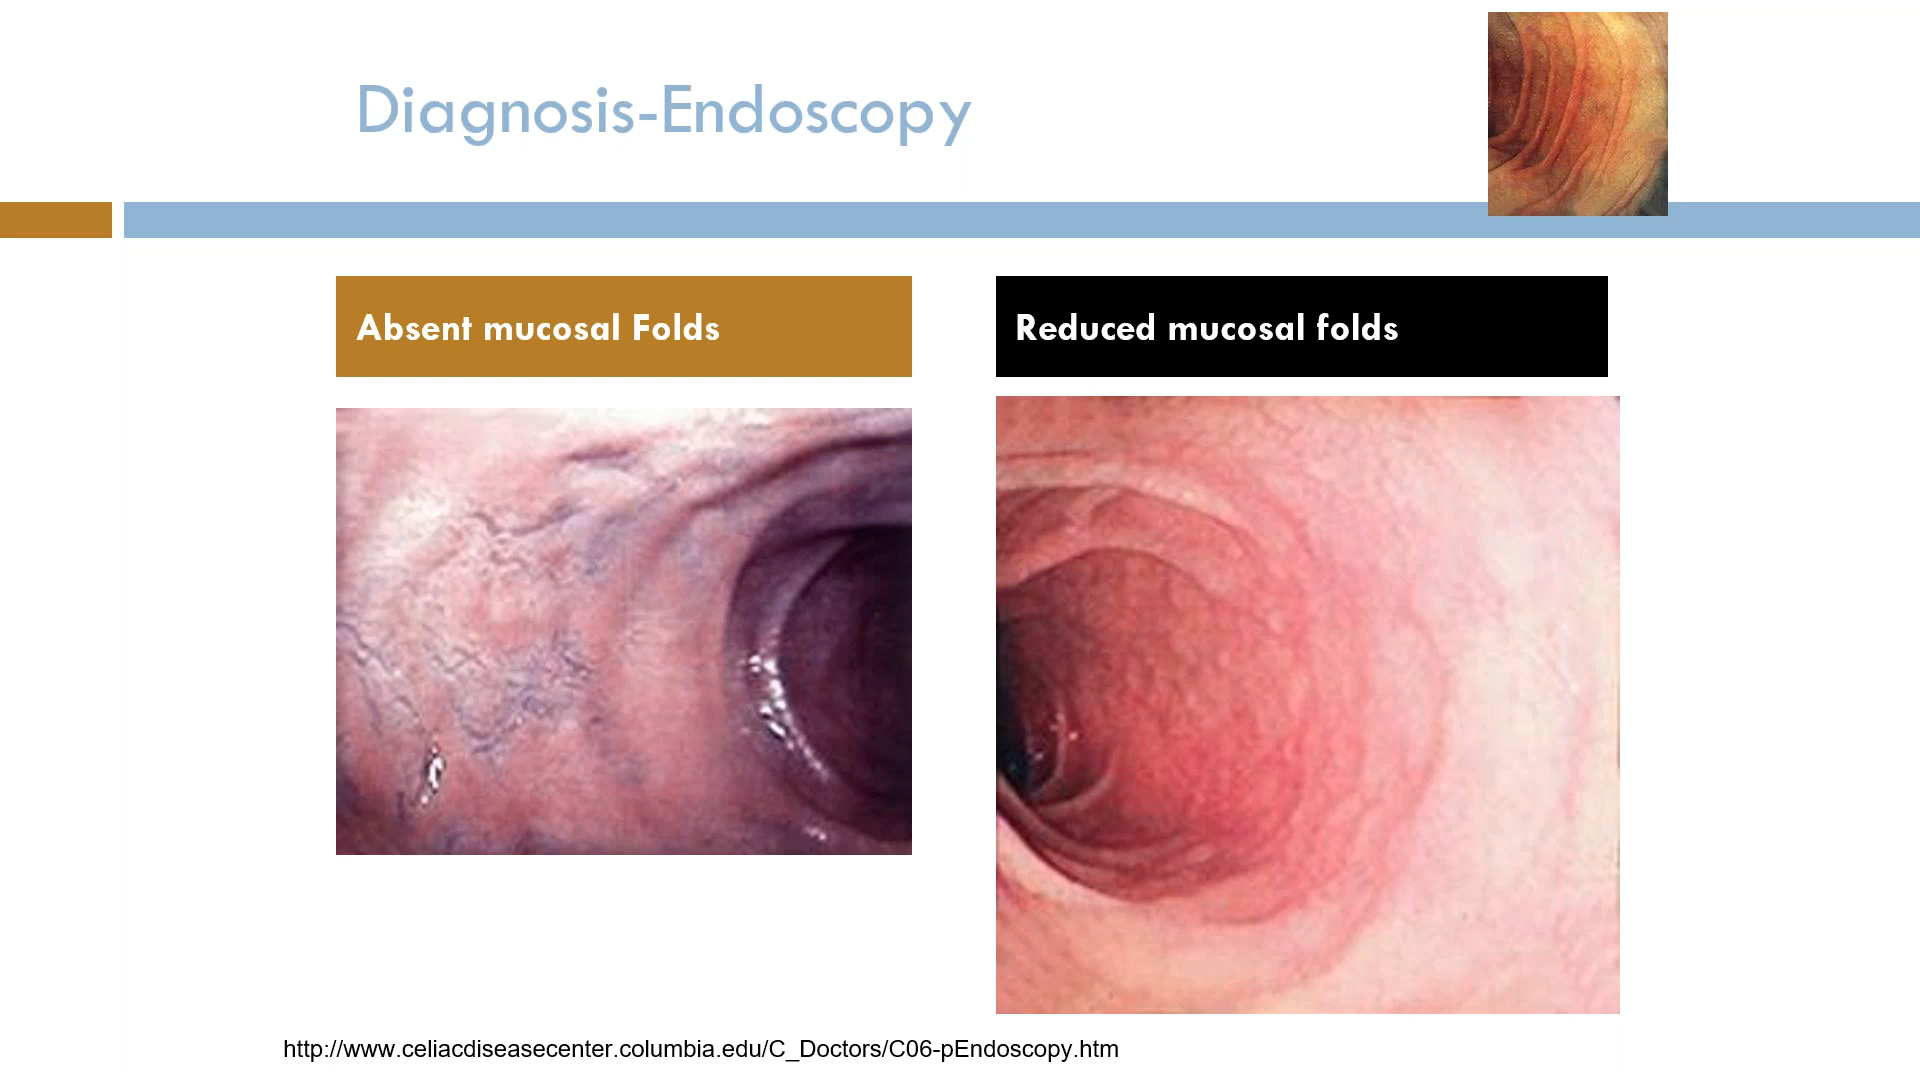 Diagnosis-Endoscopy
Absent mucosal Folds
Reduced mucosal folds
http://www.celiacdiseasecenter.columbia.edu/C_Doctors/C06-pEndoscopy.htm